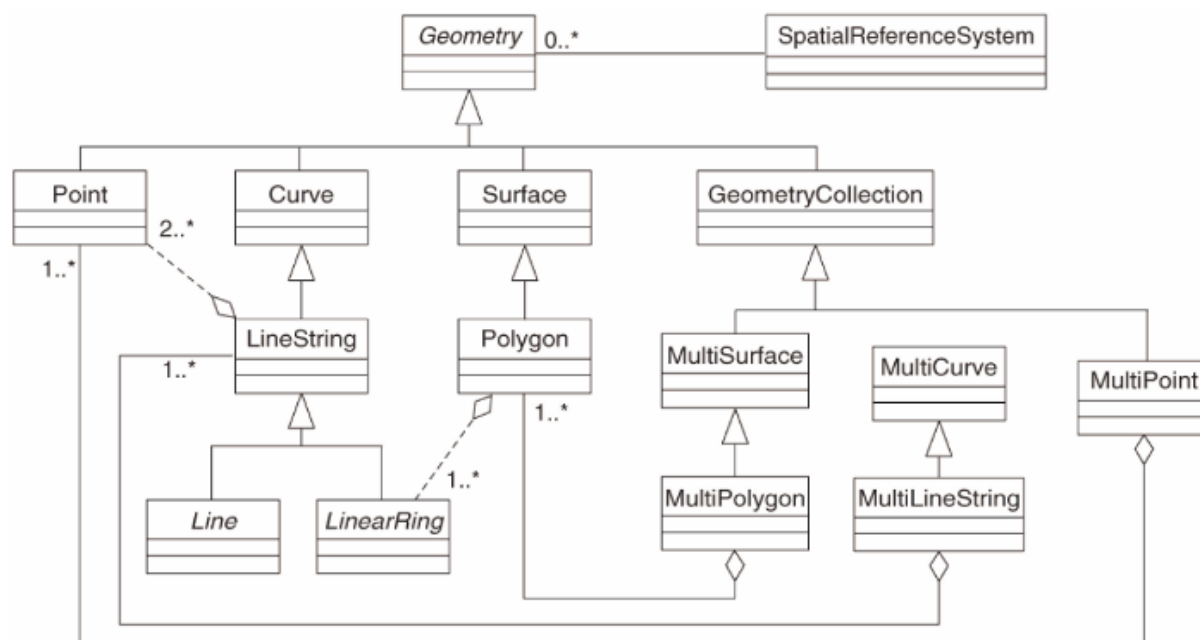 Geometry
0..*
SpatialReferenceSystem
Point
Curve
Surface
GeometryCollection
2..*
1..*
LineString
Polygon
MultiSurface
MultiCurve
MultiPoint
1..*
1..*
1..*
Line
LinearRing
MultiPolygon
MultiLineString